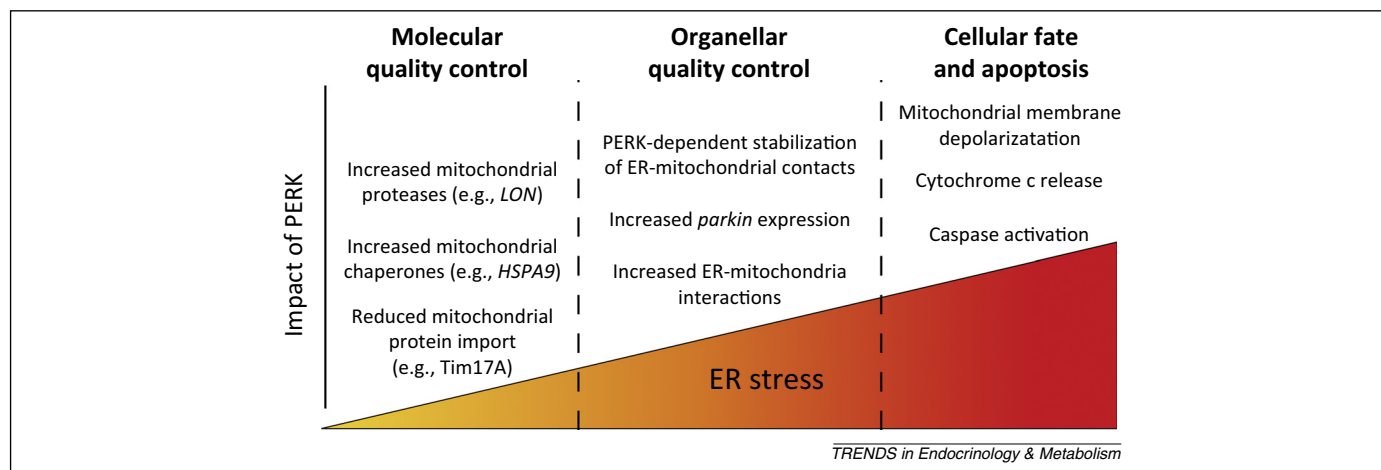 Molecular
quality control
Organellar
quality control
Cellular fate
and apoptosis
Impact of PERK
Increased mitochondrial
proteases (e.g., LON)
Increased mitochondrial
chaperones (e.g., HSPA9)
Reduced mitochondrial
protein import
(e.g., Tim17A)
PERK-dependent stabilization
of ER-mitochondrial contacts
Increased parkin expression
Increased ER-mitochondria
interactions
Mitochondrial membrane
depolarizatation
Cytochrome c release
Caspase activation
ER stress
TRENDS in Endocrinology & Metabolism